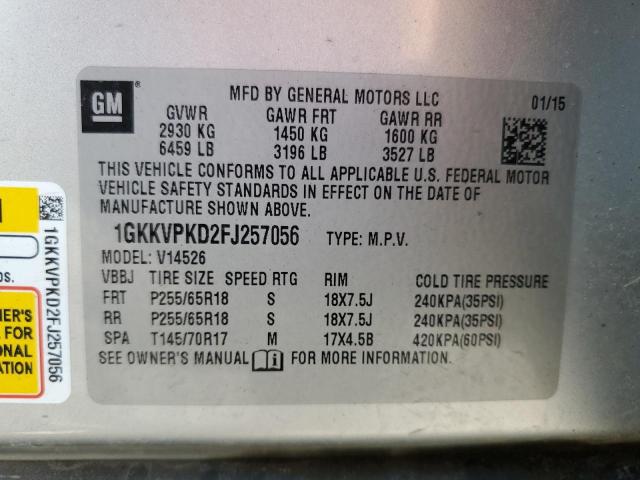 GM
MFD BY GENERAL MOTORS LLC 01/15
GVWR GAWR FRT GAWR RR
2930 KG 1450 KG 1600 KG
6459 LB 3196 LB 3527 LB
THIS VEHICLE CONFORMS TO ALL APPLICABLE U.S. FEDERAL MOTOR
VEHICLE SAFETY STANDARDS IN EFFECT ON THE DATE OF
MANUFACTURE SHOWN ABOVE.
1GKKVPKD2FJ257056 TYPE: M.P.V.
MODEL: V14526
VBBJ TIRE SIZE SPEED RTG RIM COLD TIRE PRESSURE
FRT P255/65R18 S 18X7.5J 240KPA(35PSI)
RR P255/65R18 S 18X7.5J 240KPA(35PSI)
SPA T145/70R17 M 17X4.5B 420KPA(60PSI)
SEE OWNER'S MANUAL FOR MORE INFORMATION.
1GKKVPKD2FJ257056